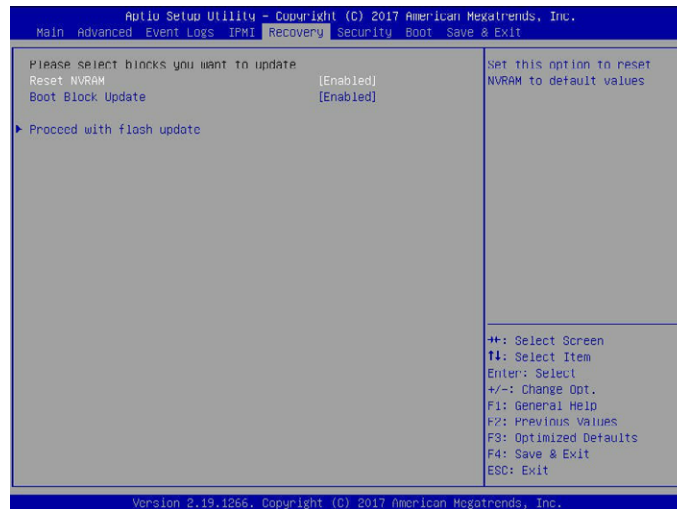 Aptio Setup Utility – Copyright (C) 2017 American Megatrends, Inc.
Main Advanced Event Logs IPMI Recovery Security Boot Save & Exit
Please select blocks you want to update
Reset NVRAM [Enabled]
Boot Block Update [Enabled]
▶ Proceed with flash update
Set this option to reset
NVRAM to default values
→←: Select Screen
↑↓: Select Item
Enter: Select
+/-: Change Opt.
F1: General Help
F2: Previous Values
F3: Optimized Defaults
F4: Save & Exit
ESC: Exit
Version 2.19.1266. Copyright (C) 2017 American Megatrends, Inc.